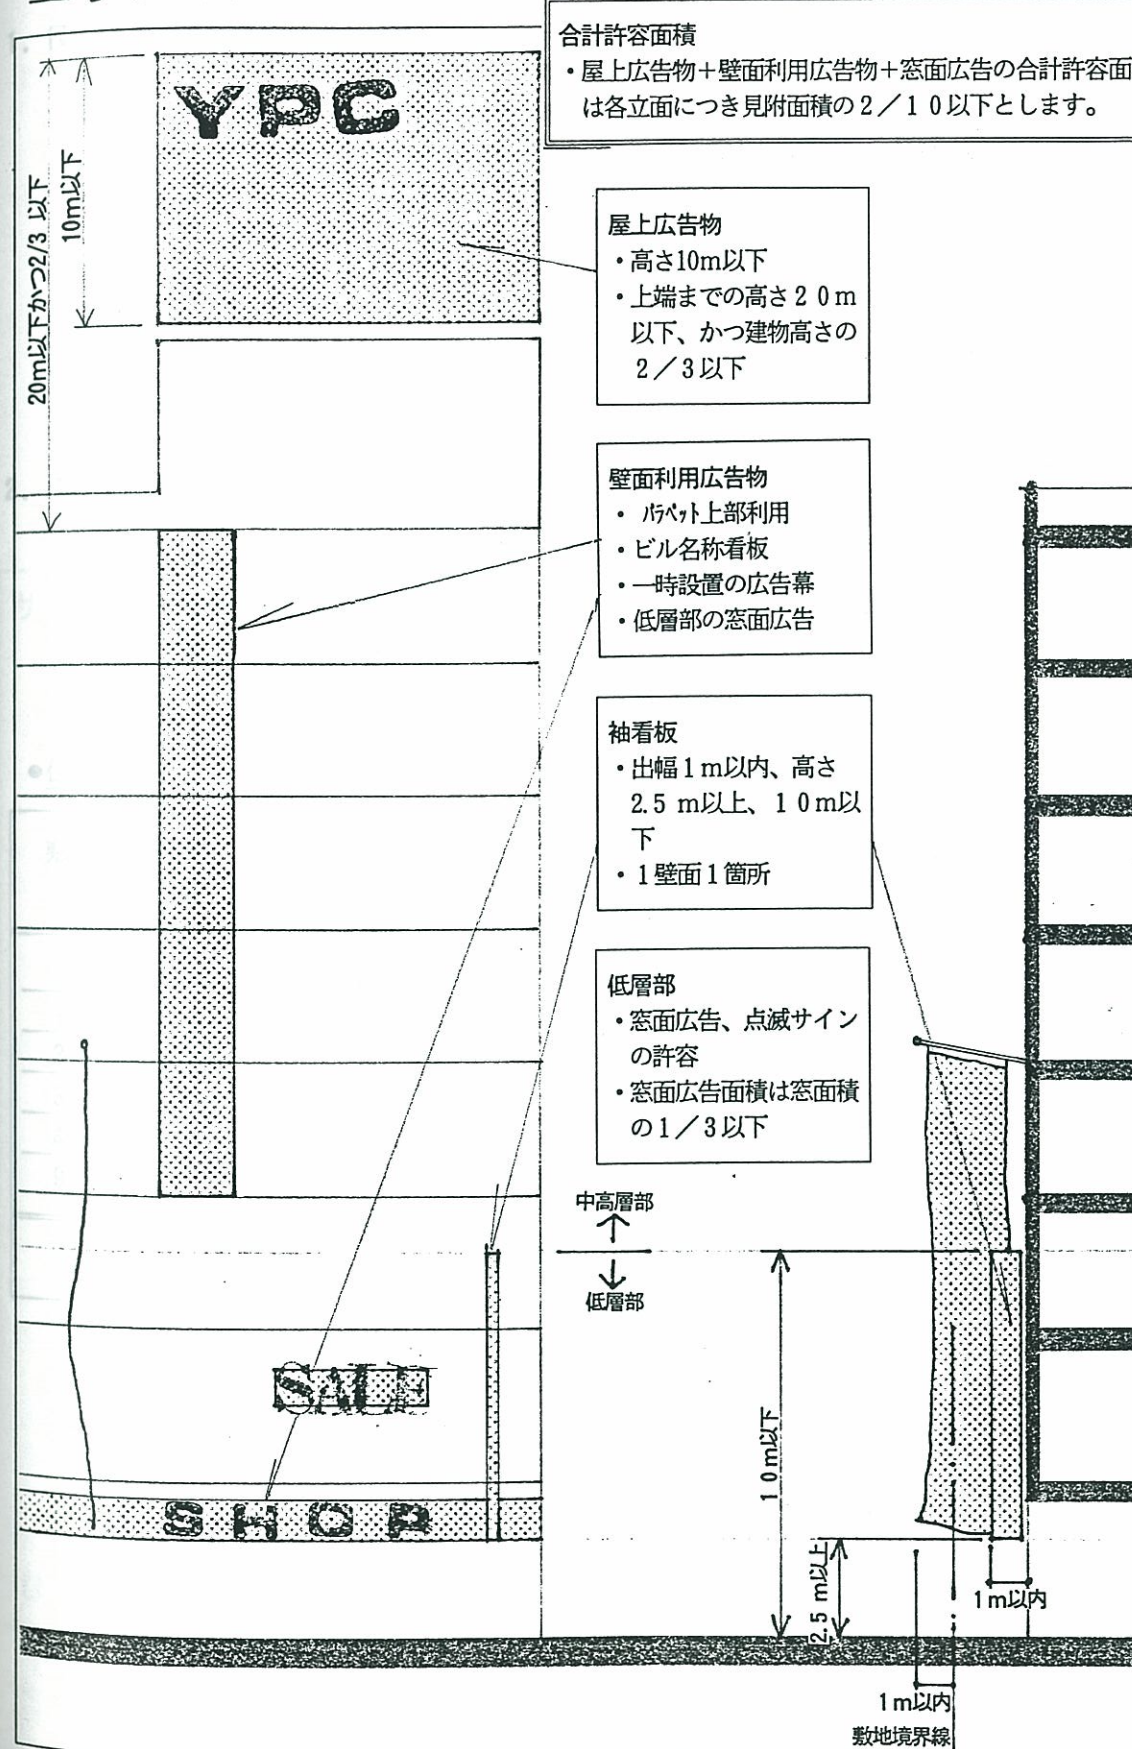 合計許容面積
・屋上広告物＋壁面利用広告物＋窓面広告の合計許容面
は各立面につき見附面積の２／１０以下とします。
YPC
20m以下かつ2/3 以下
10m以下
屋上広告物
・高さ10m以下
・上端までの高さ２０m
以下、かつ建物高さの
２／３以下
壁面利用広告物
・ パラペット上部利用
・ビル名称看板
・一時設置の広告幕
・低層部の窓面広告
袖看板
・出幅１m以内、高さ
2.5 m以上、１０m以
下
・１壁面１箇所
低層部
・窓面広告、点滅サイン
の許容
・窓面広告面積は窓面積
の１／３以下
中高層部
低層部
SALE
SHOP
１０m以下
2.5 m以上
１m以内
１m以内
敷地境界線